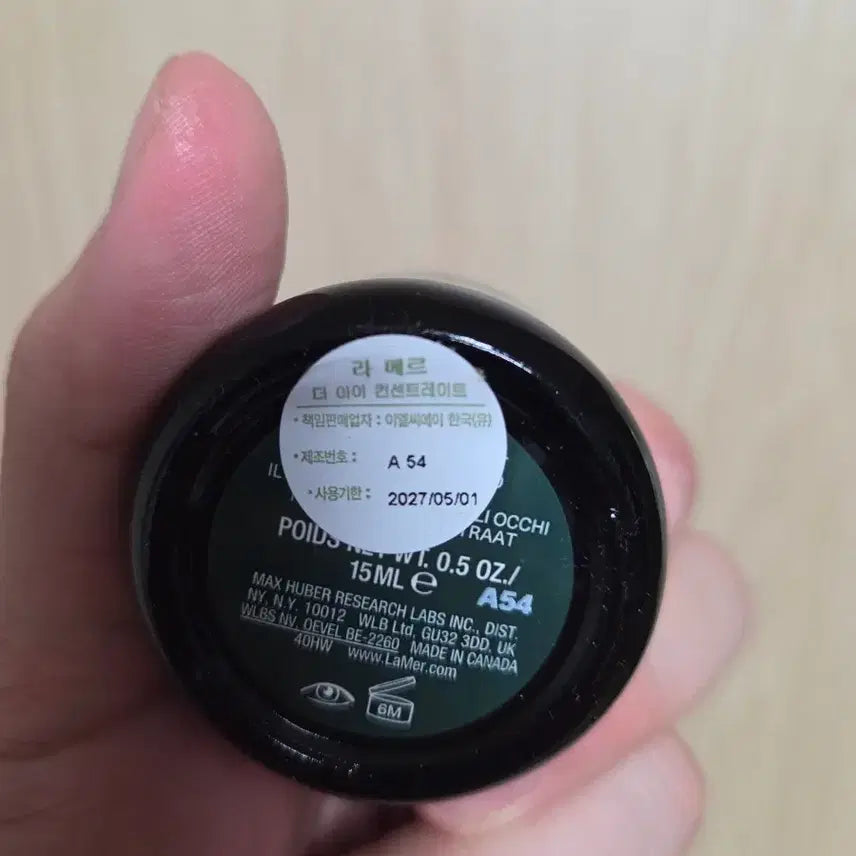 라 메르
더 아이 컨센트레이트
· 책임판매업자 : 이엘씨에이 한국(유)
· 제조번호 : A 54
· 사용기한 : 2027/05/01
IL
OCCHI
POIDS NET WT. 0.5 OZ./
15ML ℮
A54
MAX HUBER RESEARCH LABS INC., DIST.
NY, N.Y. 10012 WLB Ltd, GU32 3DD, UK
WLBS NV, OEVEL BE-2260 MADE IN CANADA
40HW www.LaMer.com
6M